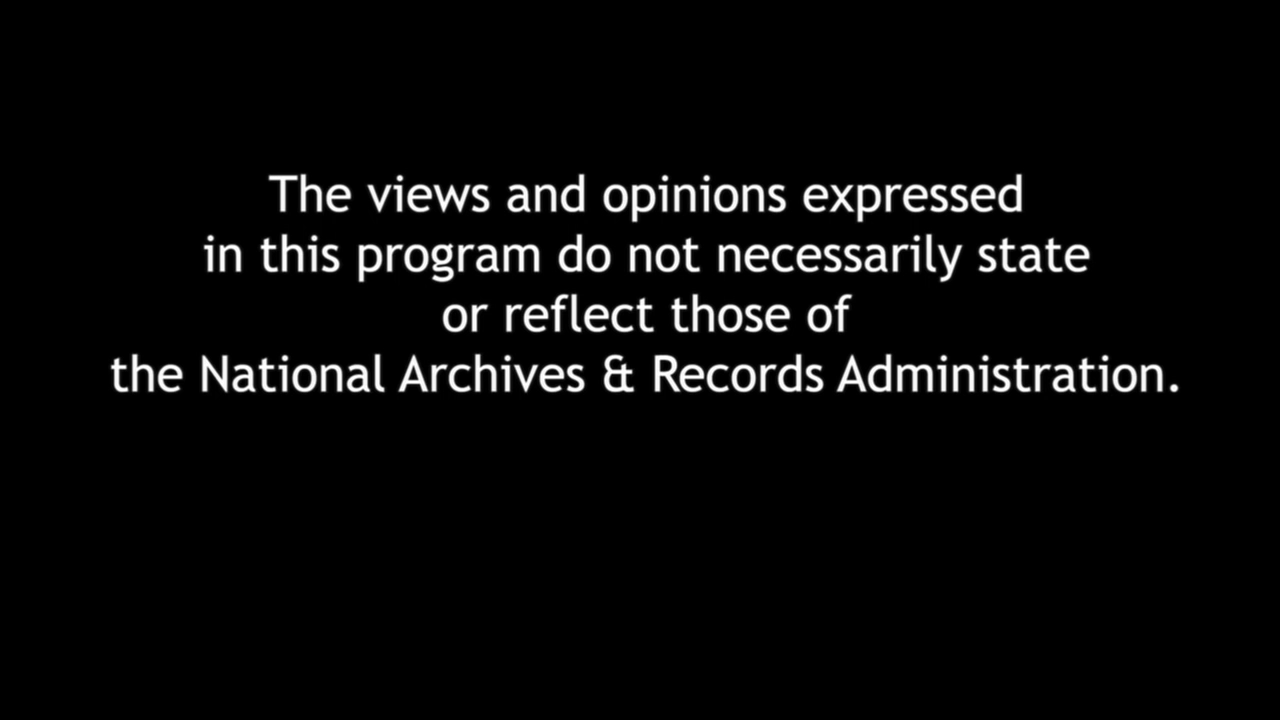 The views and opinions expressed
in this program do not necessarily state
or reflect those of
the National Archives & Records Administration.